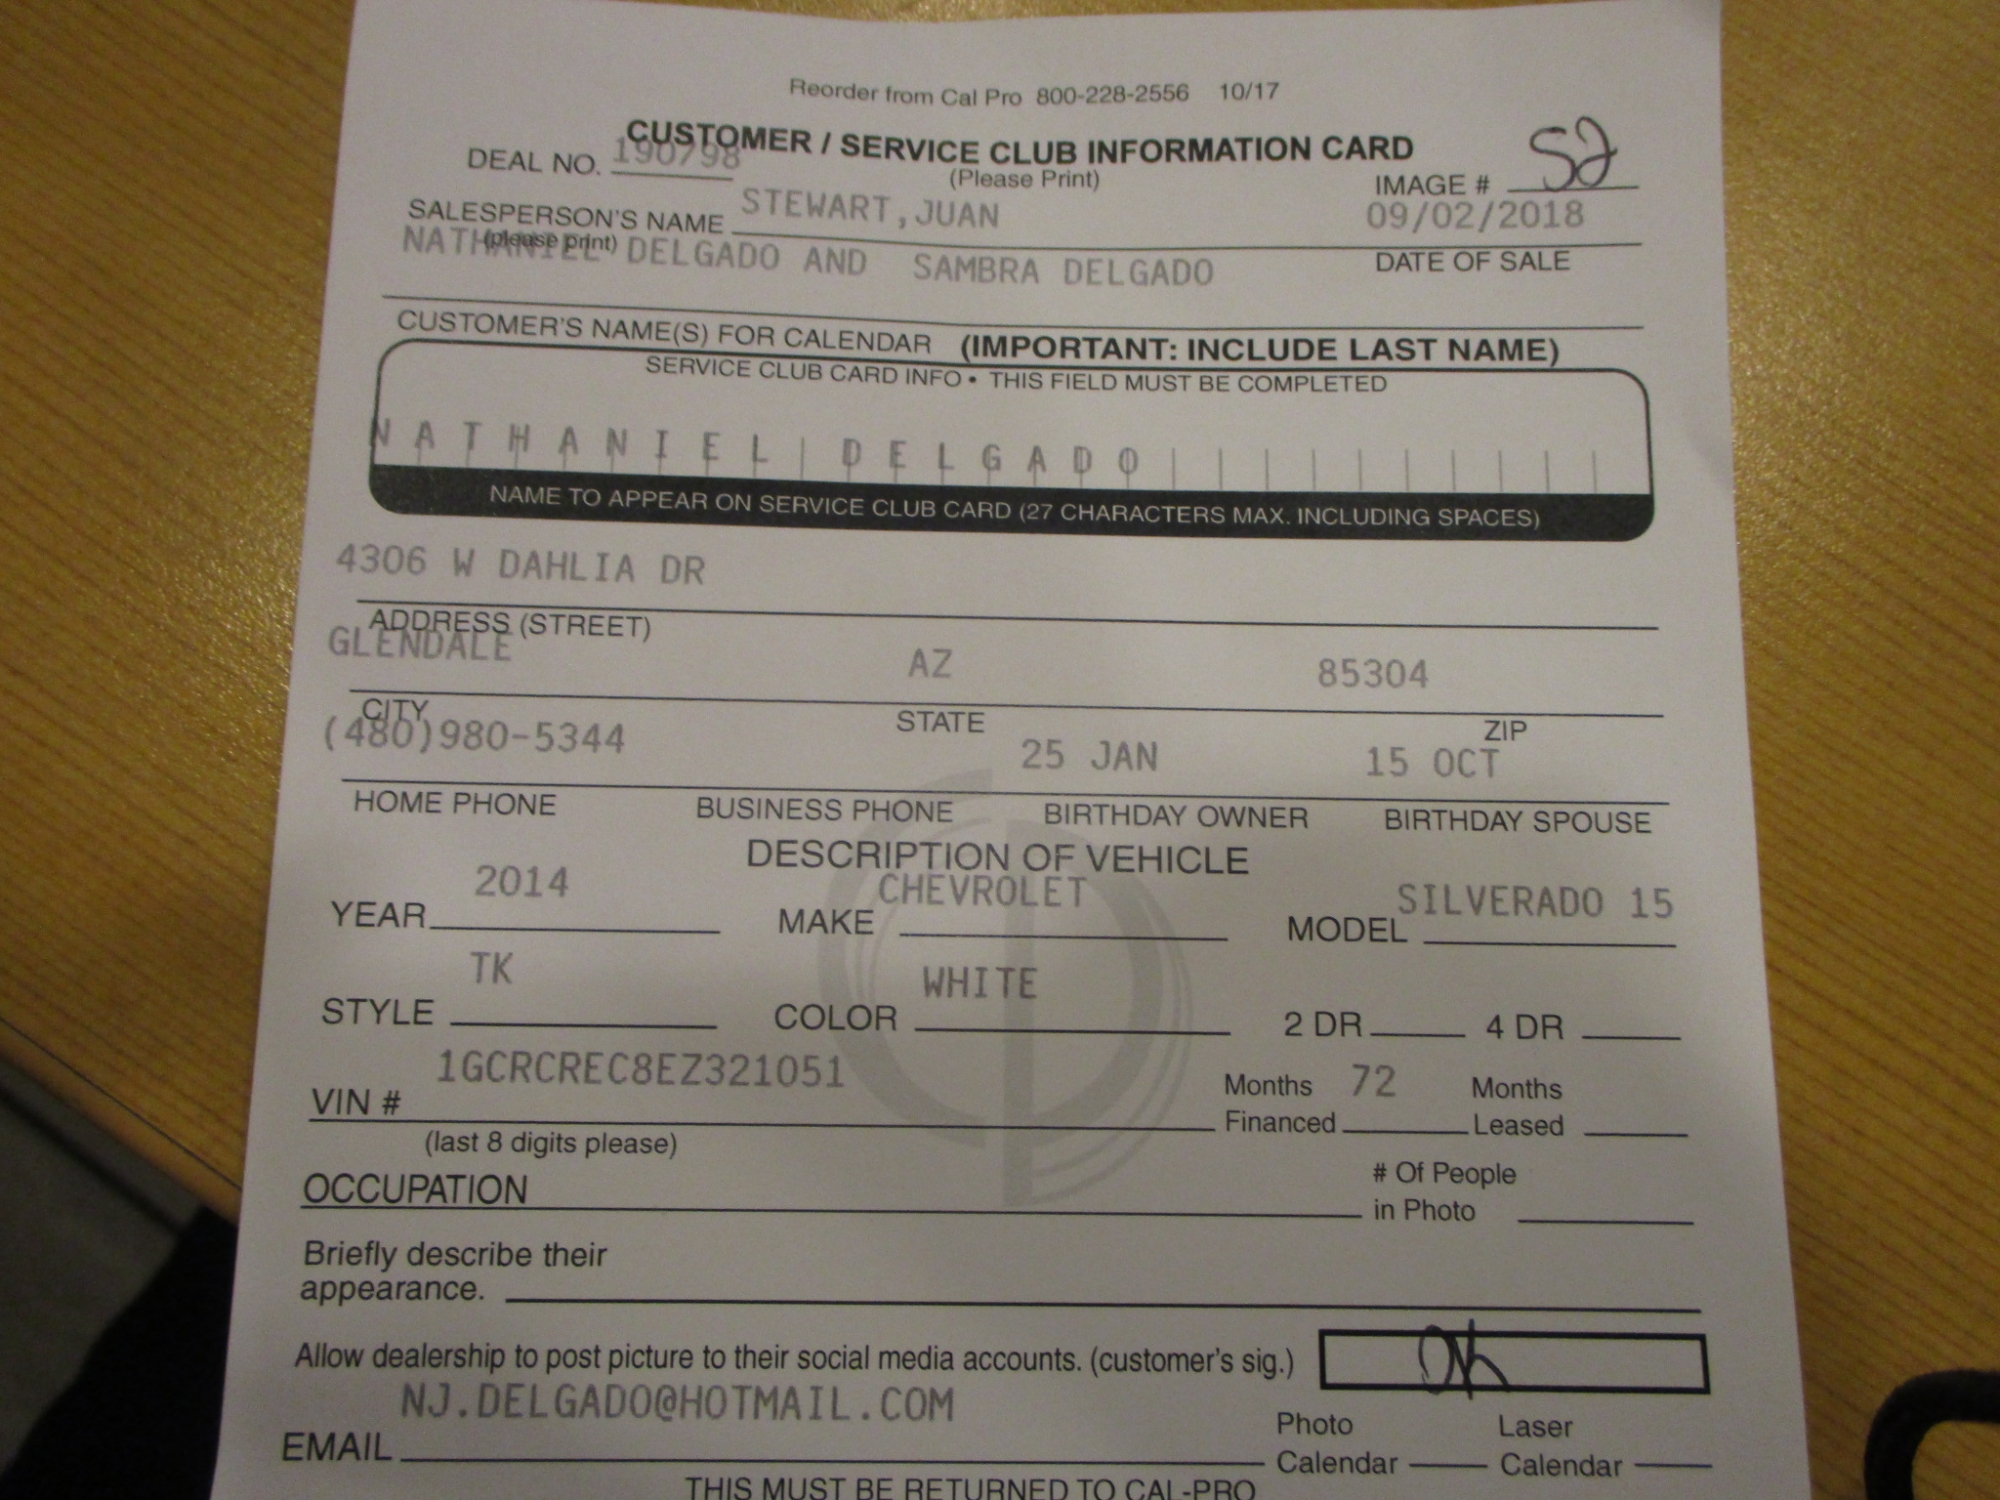 Reorder from Cal Pro 800-228-2556 10/17
CUSTOMER / SERVICE CLUB INFORMATION CARD
DEAL NO. 190798
(Please Print)
IMAGE # 52
SALESPERSON'S NAME STEWART,JUAN
09/02/2018
(please print)
NATHANIEL DELGADO AND SAMBRA DELGADO
DATE OF SALE
CUSTOMER'S NAME(S) FOR CALENDAR (IMPORTANT: INCLUDE LAST NAME)
SERVICE CLUB CARD INFO • THIS FIELD MUST BE COMPLETED
NATHANIEL DELGADO
NAME TO APPEAR ON SERVICE CLUB CARD (27 CHARACTERS MAX. INCLUDING SPACES)
4306 W DAHLIA DR
ADDRESS (STREET)
GLENDALE AZ 85304
CITY STATE ZIP
(480)980-5344 25 JAN 15 OCT
HOME PHONE BUSINESS PHONE BIRTHDAY OWNER BIRTHDAY SPOUSE
DESCRIPTION OF VEHICLE
YEAR 2014 MAKE CHEVROLET MODEL SILVERADO 15
STYLE TK COLOR WHITE 2 DR 4 DR
VIN # 1GCRCREC8EZ321051
(last 8 digits please)
Months Financed 72 Months Leased
OCCUPATION
# Of People in Photo
Briefly describe their
appearance.
Allow dealership to post picture to their social media accounts. (customer's sig.)
NJ.DELGADO@HOTMAIL.COM
EMAIL
Photo Calendar Laser Calendar
THIS MUST BE RETURNED TO CAL-PRO